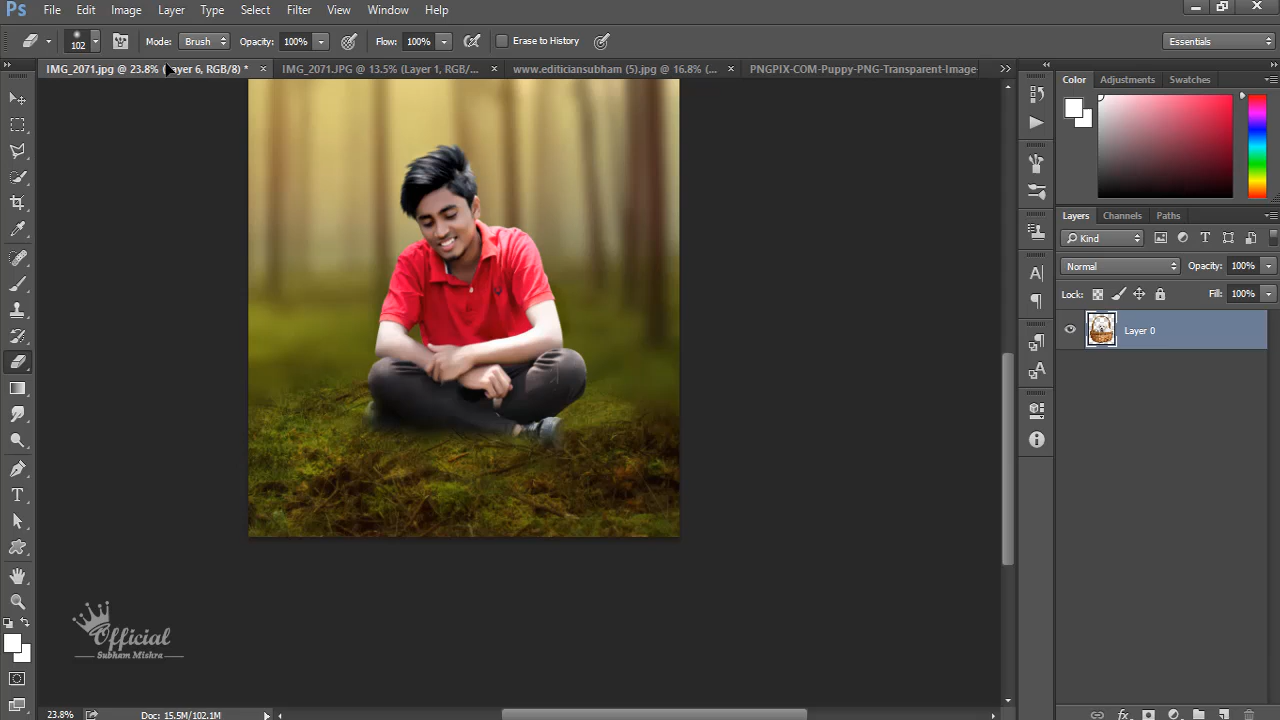 Ps File Edit Image Layer Type Select Filter 3D View Window Help
102 Mode: Brush Opacity: 100% Flow: 100% Erase to History Essentials
IMG_2071.jpg @ 23.8% (Layer 6, RGB/8) * × IMG_2071.JPG @ 13.5% (Layer 1, RGB/... × www.editiciansubham (5).jpg @ 16.8% (... × PNGPIX-COM-Puppy-PNG-Transparent-Image
Color Adjustments Swatches
Layers Channels Paths
Kind
Normal Opacity: 100%
Lock: Fill: 100%
Layer 0
Official
Subham Mishra
23.8% Doc: 15.5M/102.1M